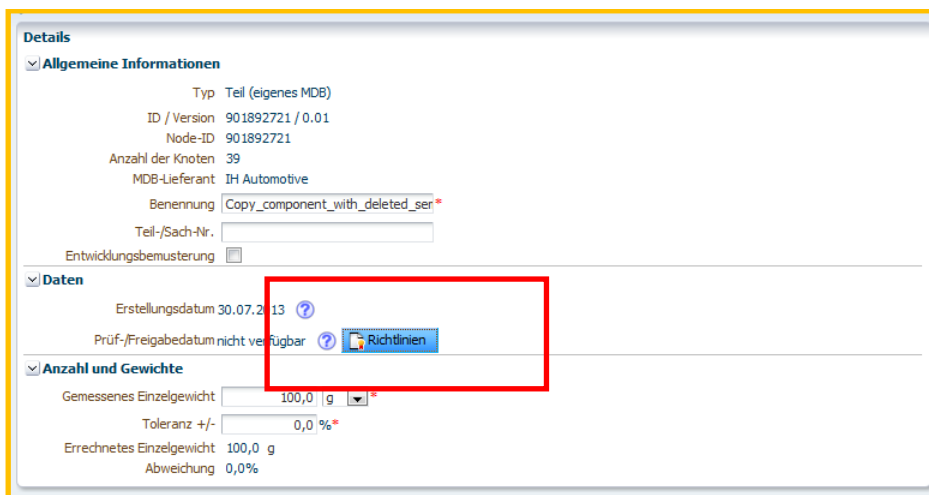 Details
Allgemeine Informationen
Typ Teil (eigenes MDB)
ID / Version 901892721 / 0.01
Node-ID 901892721
Anzahl der Knoten 39
MDB-Lieferant IH Automotive
Benennung Copy_component_with_deleted_ser *
Teil-/Sach-Nr.
Entwicklungsbemusterung
Daten
Erstellungsdatum 30.07.2013 ?
Prüf-/Freigabedatum nicht verfügbar ? Richtlinien
Anzahl und Gewichte
Gemessenes Einzelgewicht 100,0 g *
Toleranz +/- 0,0 %*
Errechnetes Einzelgewicht 100,0 g
Abweichung 0,0%